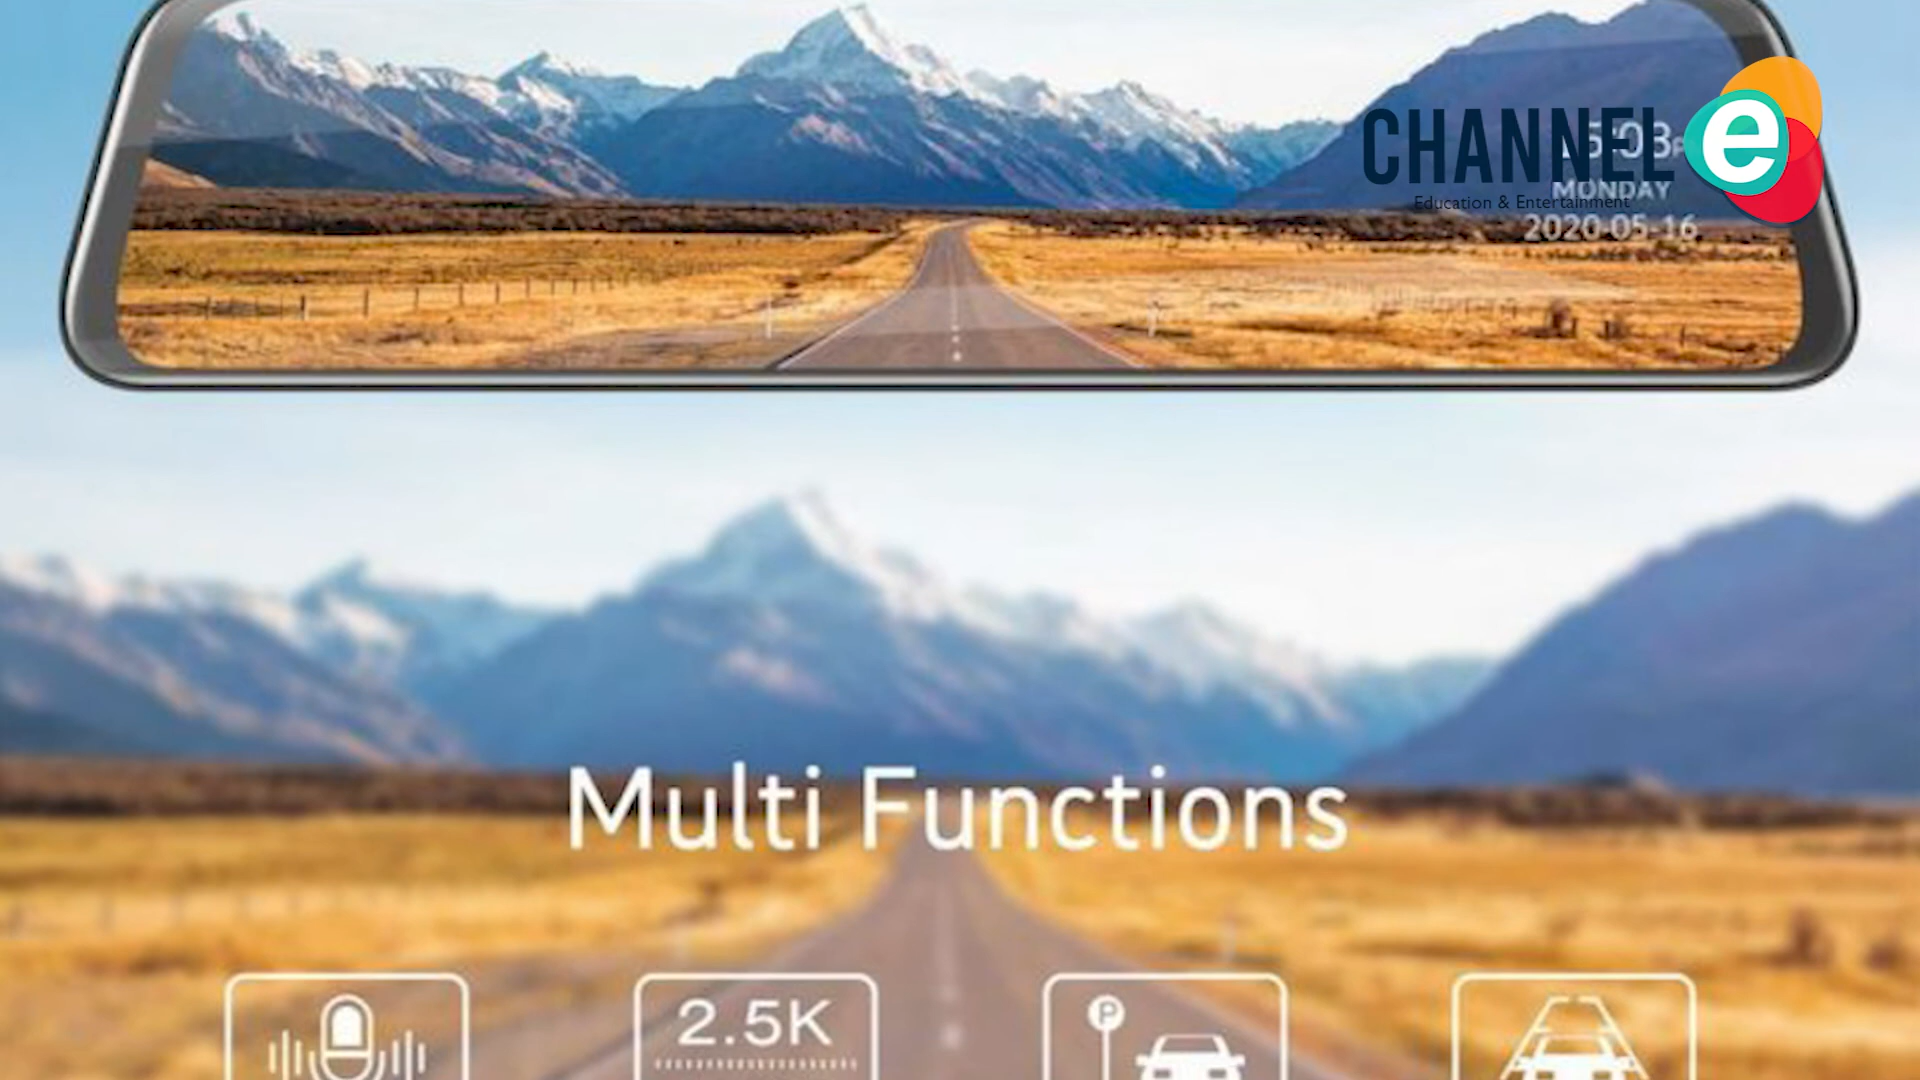 CHANNEL e
Education & Entertainment
MONDAY
2020-05-16
Multi Functions
2.5K
P